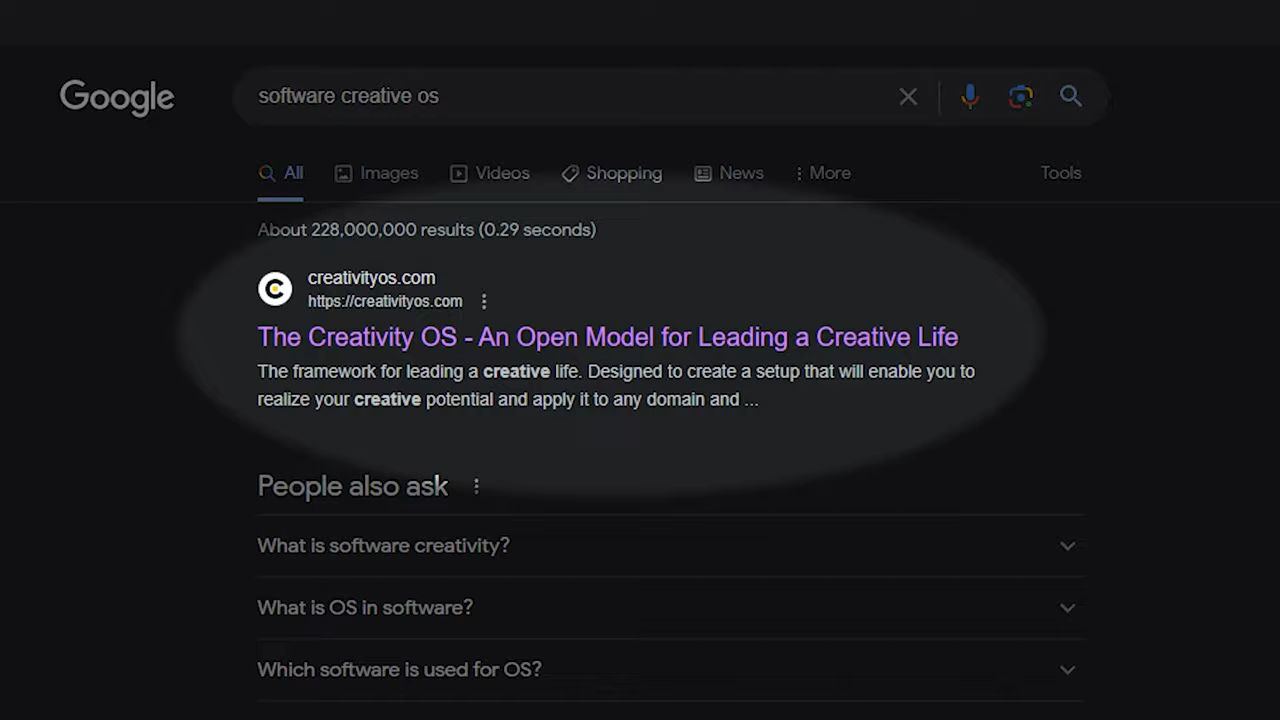 Google
software creative os
All Images Videos Shopping News More Tools
About 228,000,000 results (0.29 seconds)
creativityos.com
https://creativityos.com
The Creativity OS - An Open Model for Leading a Creative Life
The framework for leading a creative life. Designed to create a setup that will enable you to
realize your creative potential and apply it to any domain and ...
People also ask
What is software creativity?
What is OS in software?
Which software is used for OS?